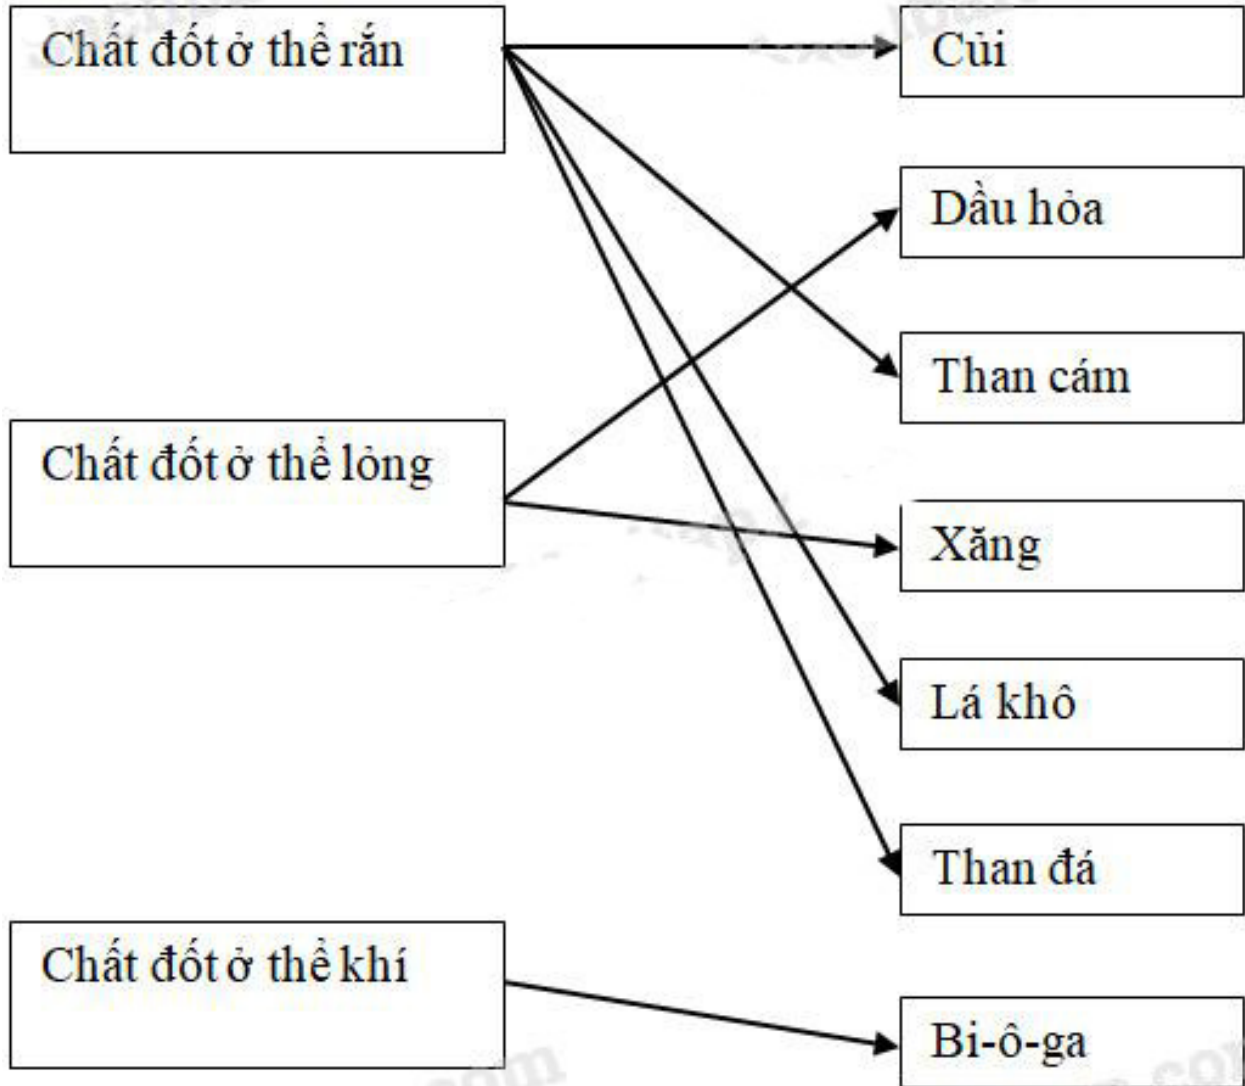 Chất đốt ở thể rắn
Củi
Dầu hỏa
Than cám
Chất đốt ở thể lỏng
Xăng
Lá khô
Than đá
Chất đốt ở thể khí
Bi-ô-ga